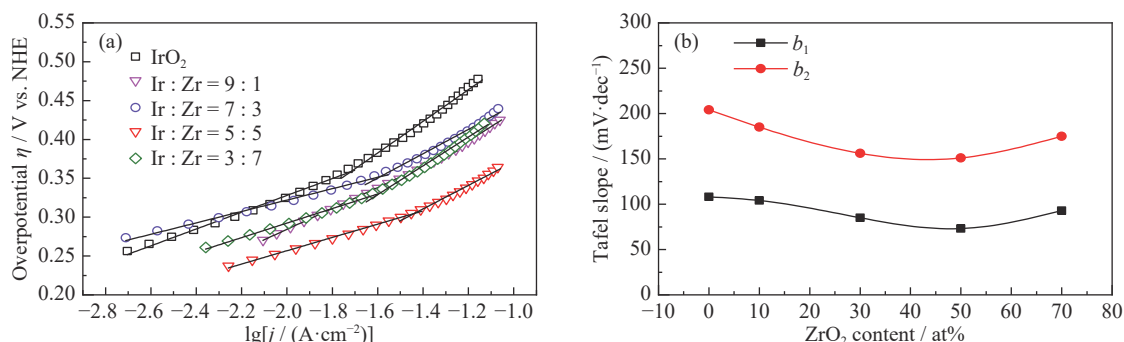 (a)
IrO₂
Ir : Zr = 9 : 1
Ir : Zr = 7 : 3
Ir : Zr = 5 : 5
Ir : Zr = 3 : 7
Overpotential η / V vs. NHE
0.55
0.50
0.45
0.40
0.35
0.30
0.25
0.20
−2.8 −2.6 −2.4 −2.2 −2.0 −1.8 −1.6 −1.4 −1.2 −1.0
lg[j / (A·cm⁻²)]
(b)
b₁
b₂
Tafel slope / (mV·dec⁻¹)
300
250
200
150
100
50
0
−10 0 10 20 30 40 50 60 70 80
ZrO₂ content / at%